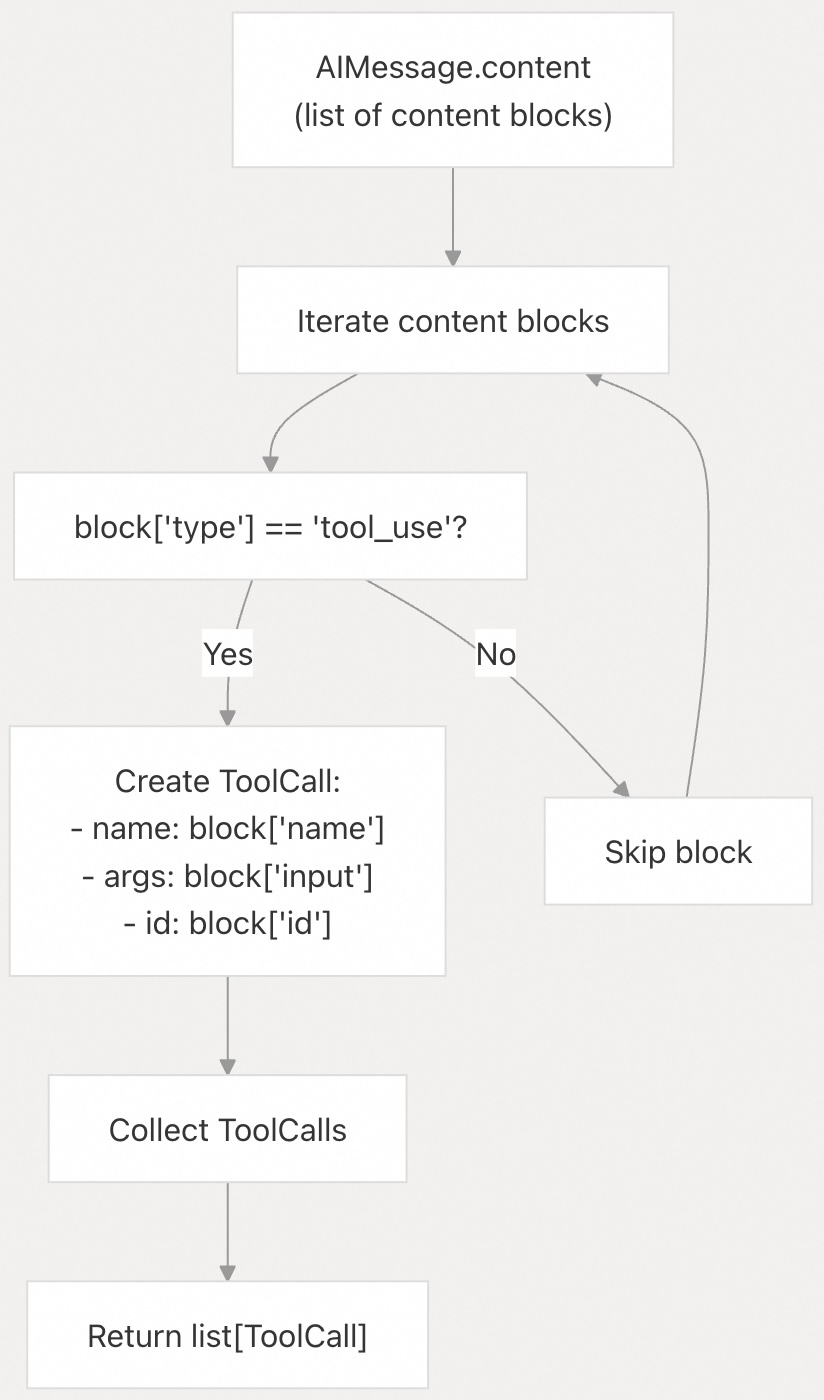 AIMessage.content
(list of content blocks)
Iterate content blocks
block['type'] == 'tool_use'?
Yes
No
Create ToolCall:
- name: block['name']
- args: block['input']
- id: block['id']
Skip block
Collect ToolCalls
Return list[ToolCall]